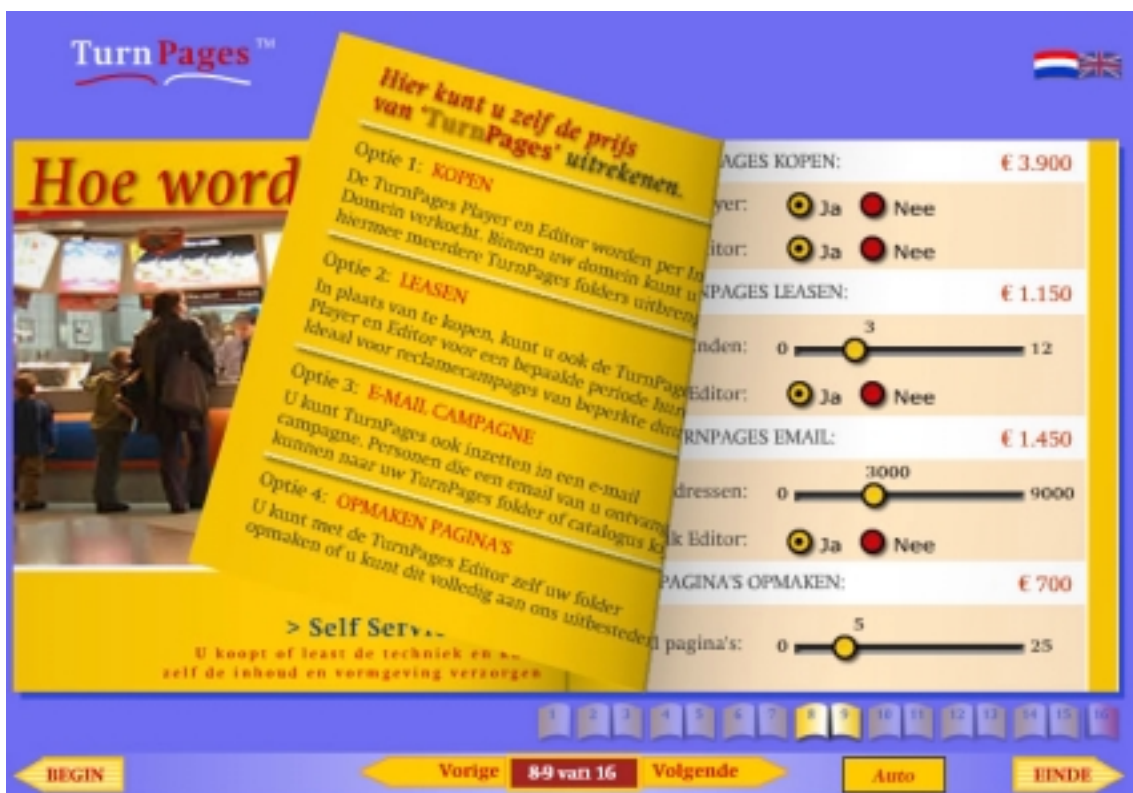 TurnPages™
Hoe word
> Self Serv
U koopt of least de techniek en
zelf de inhoud en vormgeving verzorgen
Hier kunt u zelf de prijs
van 'TurnPages' uitrekenen.
Optie 1: KOPEN
De TurnPages Player en Editor worden per In
Domein verkocht. Binnen uw domein kunt u
hiermee meerdere TurnPages folders uitbreng
Optie 2: LEASEN
In plaats van te kopen, kunt u ook de TurnPage
Player en Editor voor een bepaalde periode hur
Ideaal voor reclamecampages van beperkte duur
Optie 3: E-MAIL CAMPAGNE
U kunt TurnPages ook inzetten in een e-mail
campagne. Personen die een email van u ontvang
kunnen naar uw TurnPages folder of catalogus
Optie 4: OPMAKEN PAGINA'S
U kunt met de TurnPages Editor zelf uw folder
opmaken of u kunt dit volledig aan ons uitbesteden
PAGES KOPEN: € 3.900
yer: Ja Nee
itor: Ja Nee
NPAGES LEASEN: € 1.150
3
nden: 0 12
Editor: Ja Nee
RNPAGES EMAIL: € 1.450
3000
dressen: 0 9000
k Editor: Ja Nee
PAGINA'S OPMAKEN: € 700
5
l pagina's: 0 25
1 2 3 4 5 6 7 8 9 10 11 12 13 14 15 16
BEGIN Vorige 8-9 van 16 Volgende Auto EINDE